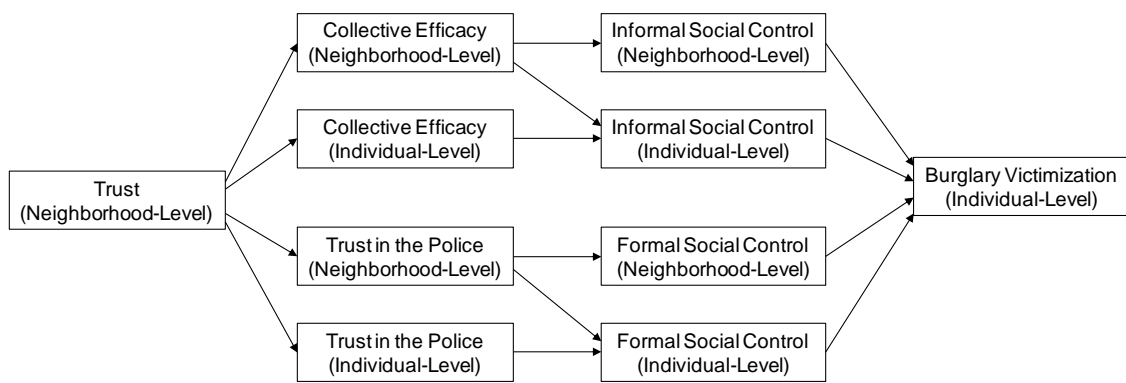 Collective Efficacy
(Neighborhood-Level)
Informal Social Control
(Neighborhood-Level)
Collective Efficacy
(Individual-Level)
Informal Social Control
(Individual-Level)
Trust
(Neighborhood-Level)
Burglary Victimization
(Individual-Level)
Trust in the Police
(Neighborhood-Level)
Formal Social Control
(Neighborhood-Level)
Trust in the Police
(Individual-Level)
Formal Social Control
(Individual-Level)